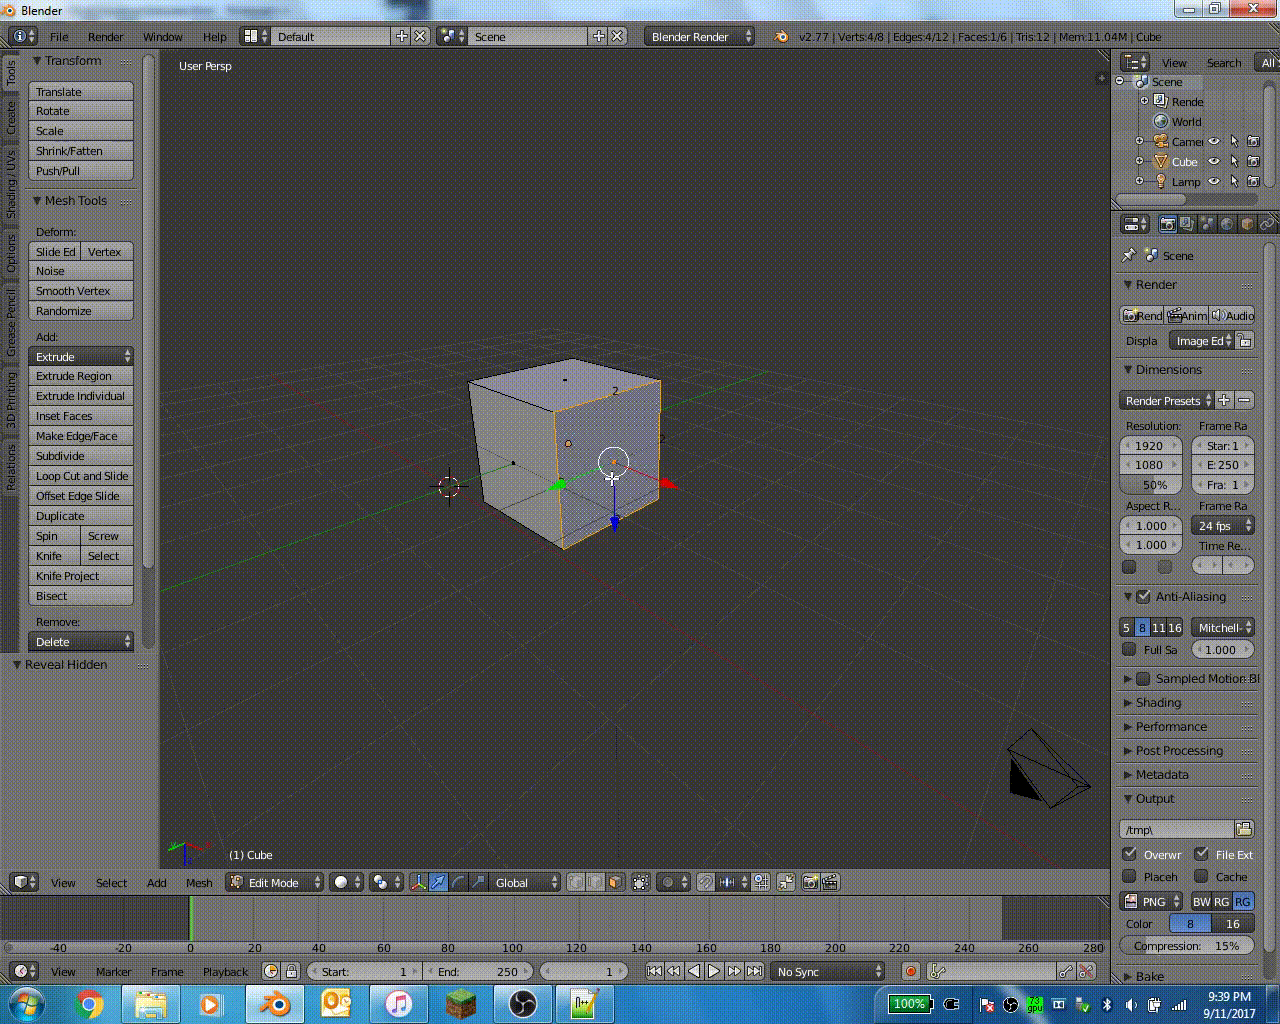 Blender
File Render Window Help Default Scene Blender Render v2.77 | Verts:4/8 | Edges:4/12 | Faces:1/6 | Tris:12 | Mem:11.04M | Cube
Tools
Create
Shading / UVs
Options
Grease Pencil
3D Printing
Relations
Transform
Translate
Rotate
Scale
Shrink/Fatten
Push/Pull
Mesh Tools
Deform:
Slide Ed Vertex
Noise
Smooth Vertex
Randomize
Add:
Extrude
Extrude Region
Extrude Individual
Inset Faces
Make Edge/Face
Subdivide
Loop Cut and Slide
Offset Edge Slide
Duplicate
Spin Screw
Knife Select
Knife Project
Bisect
Remove:
Delete
Reveal Hidden
User Persp
2
2
(1) Cube
View Select Add Mesh Edit Mode Global
View Search All
Scene
Rende
World
Camer
Cube
Lamp
Scene
Render
Rend Anim Audio
Displa Image Ed
Dimensions
Render Presets
Resolution: Frame Ra
1920 Star: 1
1080 E: 250
50% Fra: 1
Aspect R... Frame Ra
1.000 24 fps
1.000 Time Re...
Anti-Aliasing
5 8 11 16 Mitchell-
Full Sa 1.000
Sampled Motion Bl
Shading
Performance
Post Processing
Metadata
Output
/tmp\
Overwr File Ext
Placeh Cache
PNG BW RG RG
Color 8 16
Compression: 15%
Bake
-40 -20 0 20 40 60 80 100 120 140 160 180 200 220 240 260 280
View Marker Frame Playback Start: 1 End: 250 1 No Sync
100% 73 gpu 9:39 PM
9/11/2017